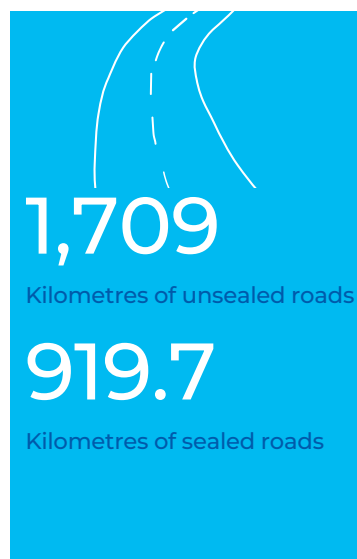 1,709
Kilometres of unsealed roads
919.7
Kilometres of sealed roads